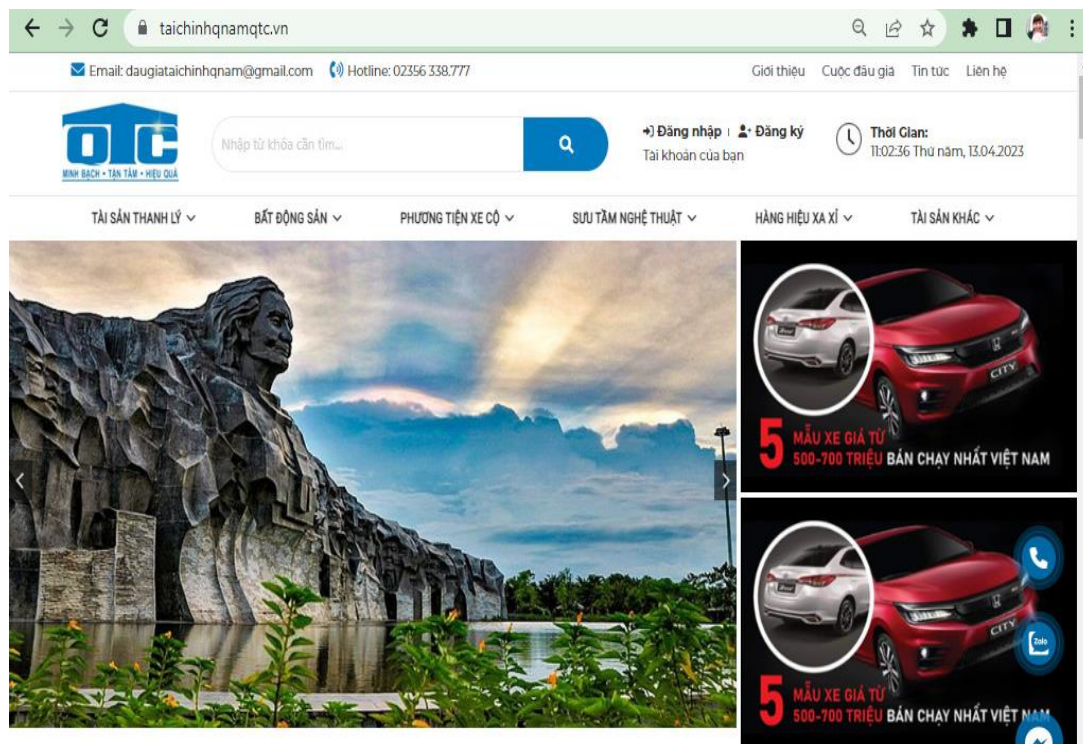 taichinhqnamqtc.vn
Email: daugiataichinhqnam@gmail.com Hotline: 02356 338.777 Giới thiệu Cuộc đấu giá Tin tức Liên hệ
QTC
MINH BẠCH • TẬN TÂM • HIỆU QUẢ
Nhập từ khóa cần tìm...
Đăng nhập Đăng ký
Tài khoản của bạn
Thời Gian:
11:02:36 Thứ năm, 13.04.2023
TÀI SẢN THANH LÝ BẤT ĐỘNG SẢN PHƯƠNG TIỆN XE CỘ SƯU TẦM NGHỆ THUẬT HÀNG HIỆU XA XỈ TÀI SẢN KHÁC
CITY
5 MẪU XE GIÁ TỪ
500-700 TRIỆU BÁN CHẠY NHẤT VIỆT NAM
CITY
Zalo
5 MẪU XE GIÁ TỪ
500-700 TRIỆU BÁN CHẠY NHẤT VIỆT NAM